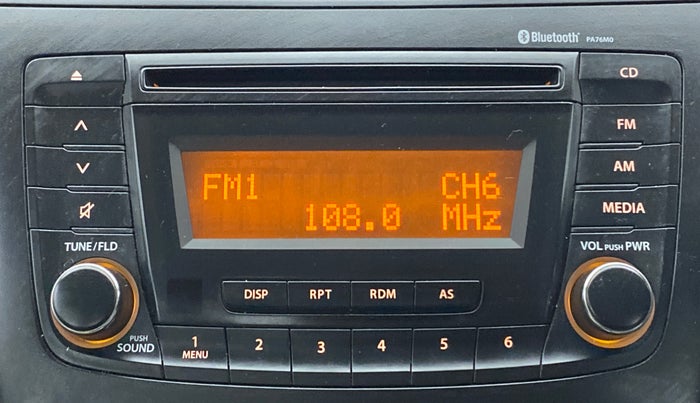 Bluetooth PA76M0
CD
FM
AM
MEDIA
FM1 CH6
108.0 MHz
TUNE/FLD
VOL PUSH PWR
DISP RPT RDM AS
PUSH SOUND
1 MENU
2
3
4
5
6